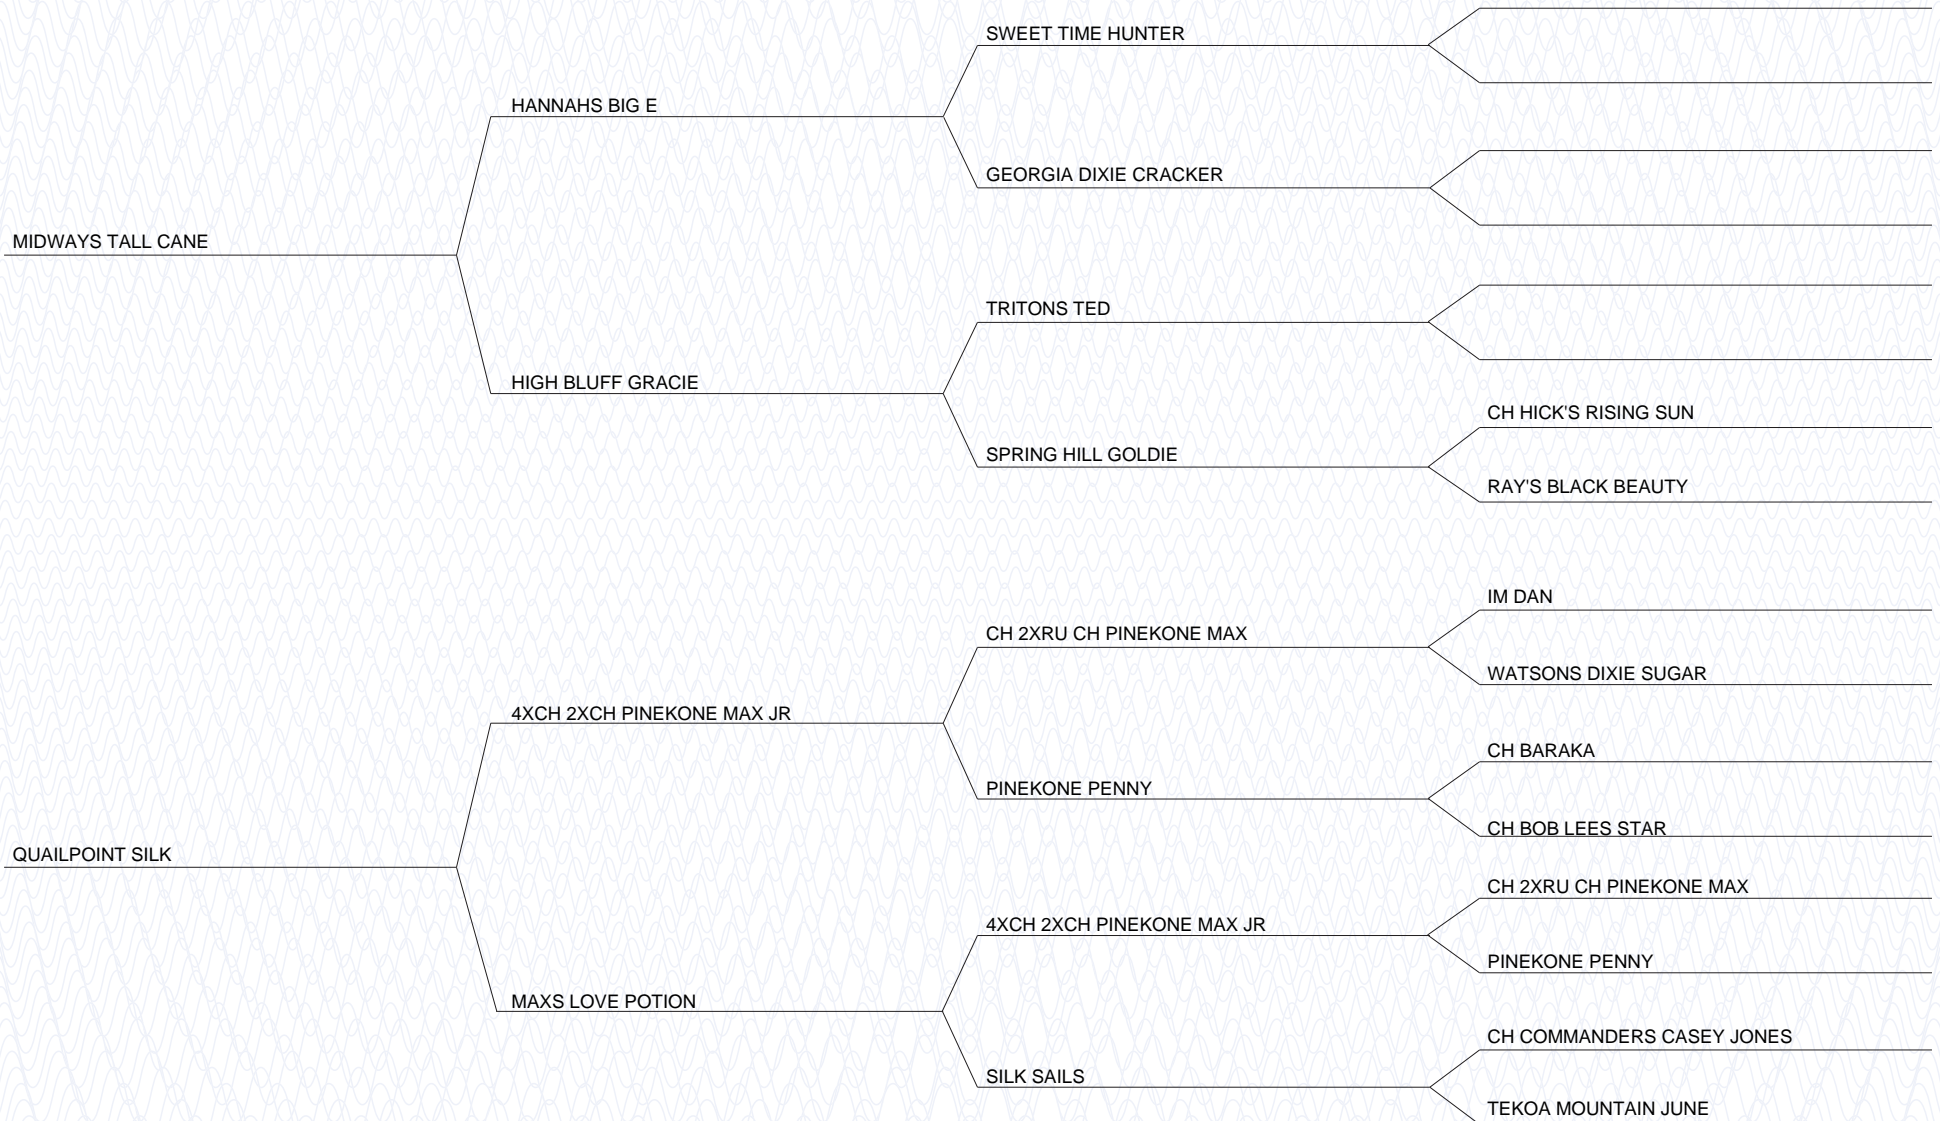 SWEET TIME HUNTER
HANNAHS BIG E
GEORGIA DIXIE CRACKER
MIDWAYS TALL CANE
TRITONS TED
HIGH BLUFF GRACIE
CH HICK'S RISING SUN
SPRING HILL GOLDIE
RAY'S BLACK BEAUTY
IM DAN
CH 2XRU CH PINEKONE MAX
WATSONS DIXIE SUGAR
4XCH 2XCH PINEKONE MAX JR
CH BARAKA
PINEKONE PENNY
CH BOB LEES STAR
QUAILPOINT SILK
CH 2XRU CH PINEKONE MAX
4XCH 2XCH PINEKONE MAX JR
PINEKONE PENNY
MAXS LOVE POTION
CH COMMANDERS CASEY JONES
SILK SAILS
TEKOA MOUNTAIN JUNE